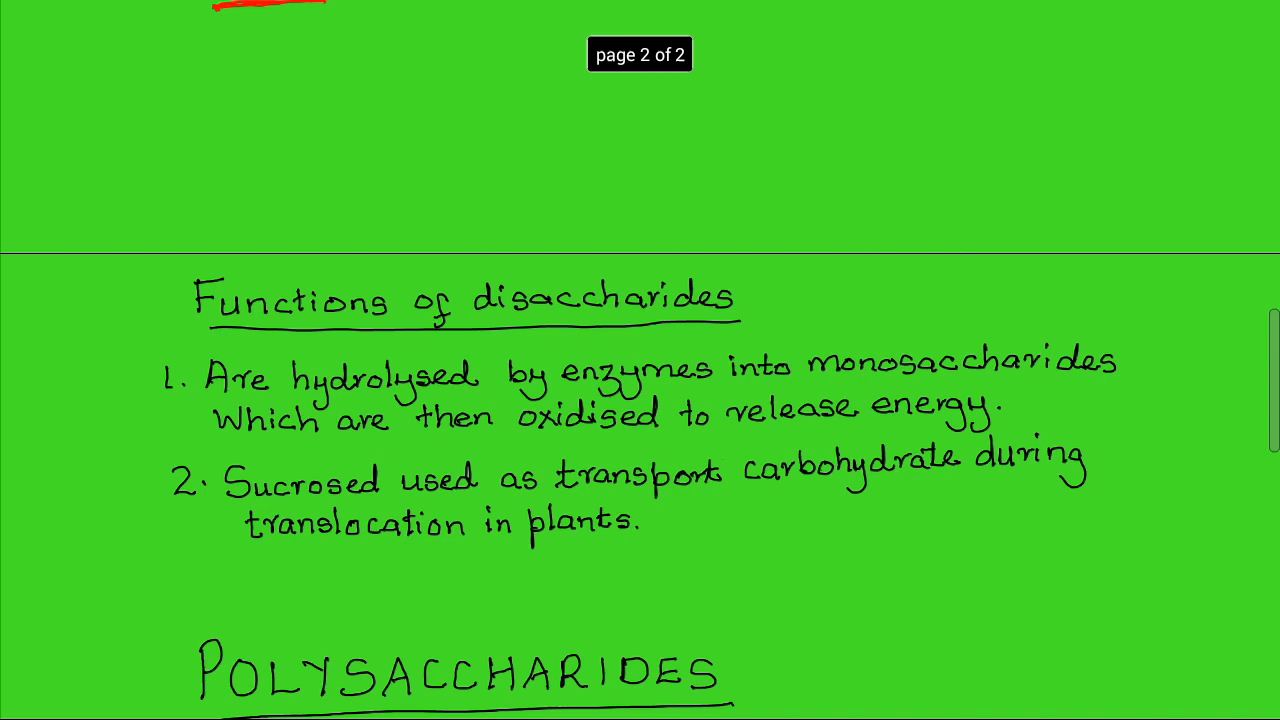 page 2 of 2
Functions of disaccharides
1. Are hydrolysed by enzymes into monosaccharides
Which are then oxidised to release energy.
2. Sucrosed used as transport carbohydrate during
translocation in plants.
POLYSACCHARIDES